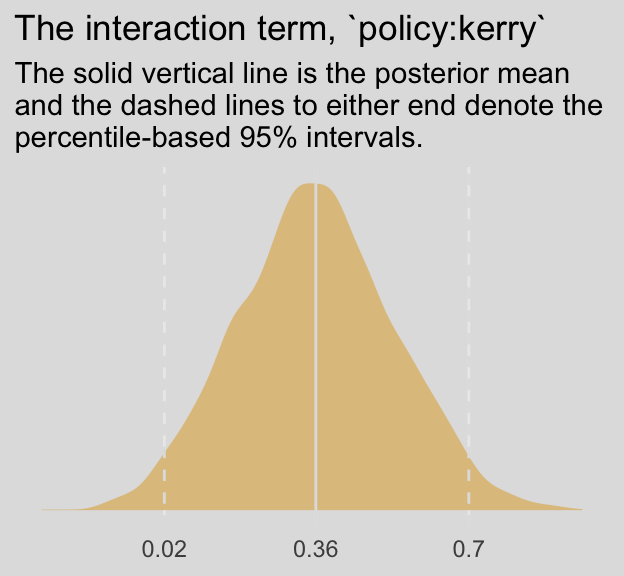 The interaction term, `policy:kerry`
The solid vertical line is the posterior mean
and the dashed lines to either end denote the
percentile-based 95% intervals.
0.02 0.36 0.7